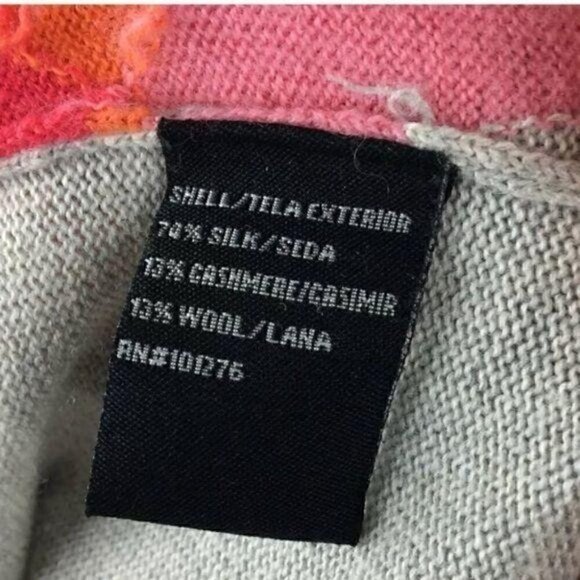 SHELL/TELA EXTERIOR
74% SILK/SEDA
13% CASHMERE/CASIMIR
13% WOOL/LANA
RN#101276